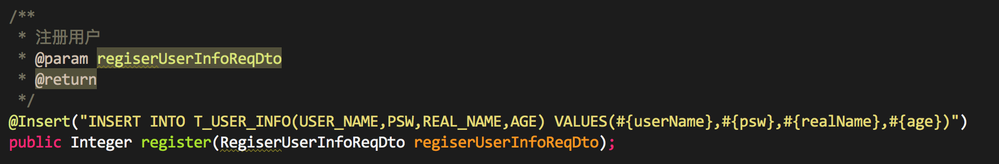 /**
 * 注册用户
 * @param regiserUserInfoReqDto
 * @return
 */
@Insert("INSERT INTO T_USER_INFO(USER_NAME,PSW,REAL_NAME,AGE) VALUES(#{userName},#{psw},#{realName},#{age})")
public Integer register(RegiserUserInfoReqDto regiserUserInfoReqDto);